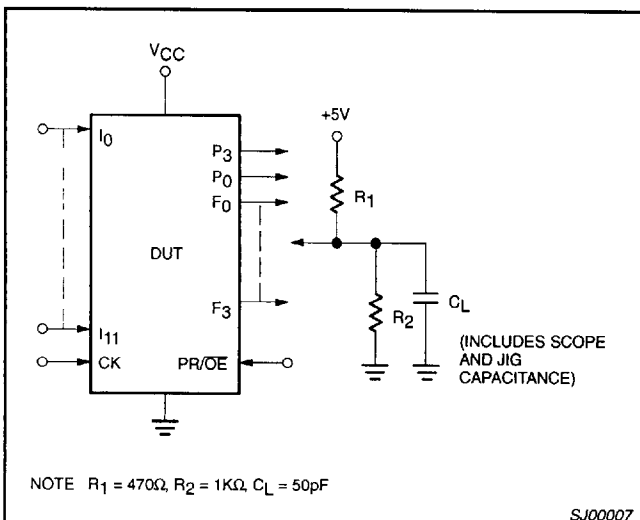 VCC
+5V
I0
P3
P0
F0
R1
DUT
F3
R2
CL
I11
CK
PR/OE
(INCLUDES SCOPE
AND JIG
CAPACITANCE)
NOTE R1 = 470Ω, R2 = 1KΩ, CL = 50pF
SJ00007